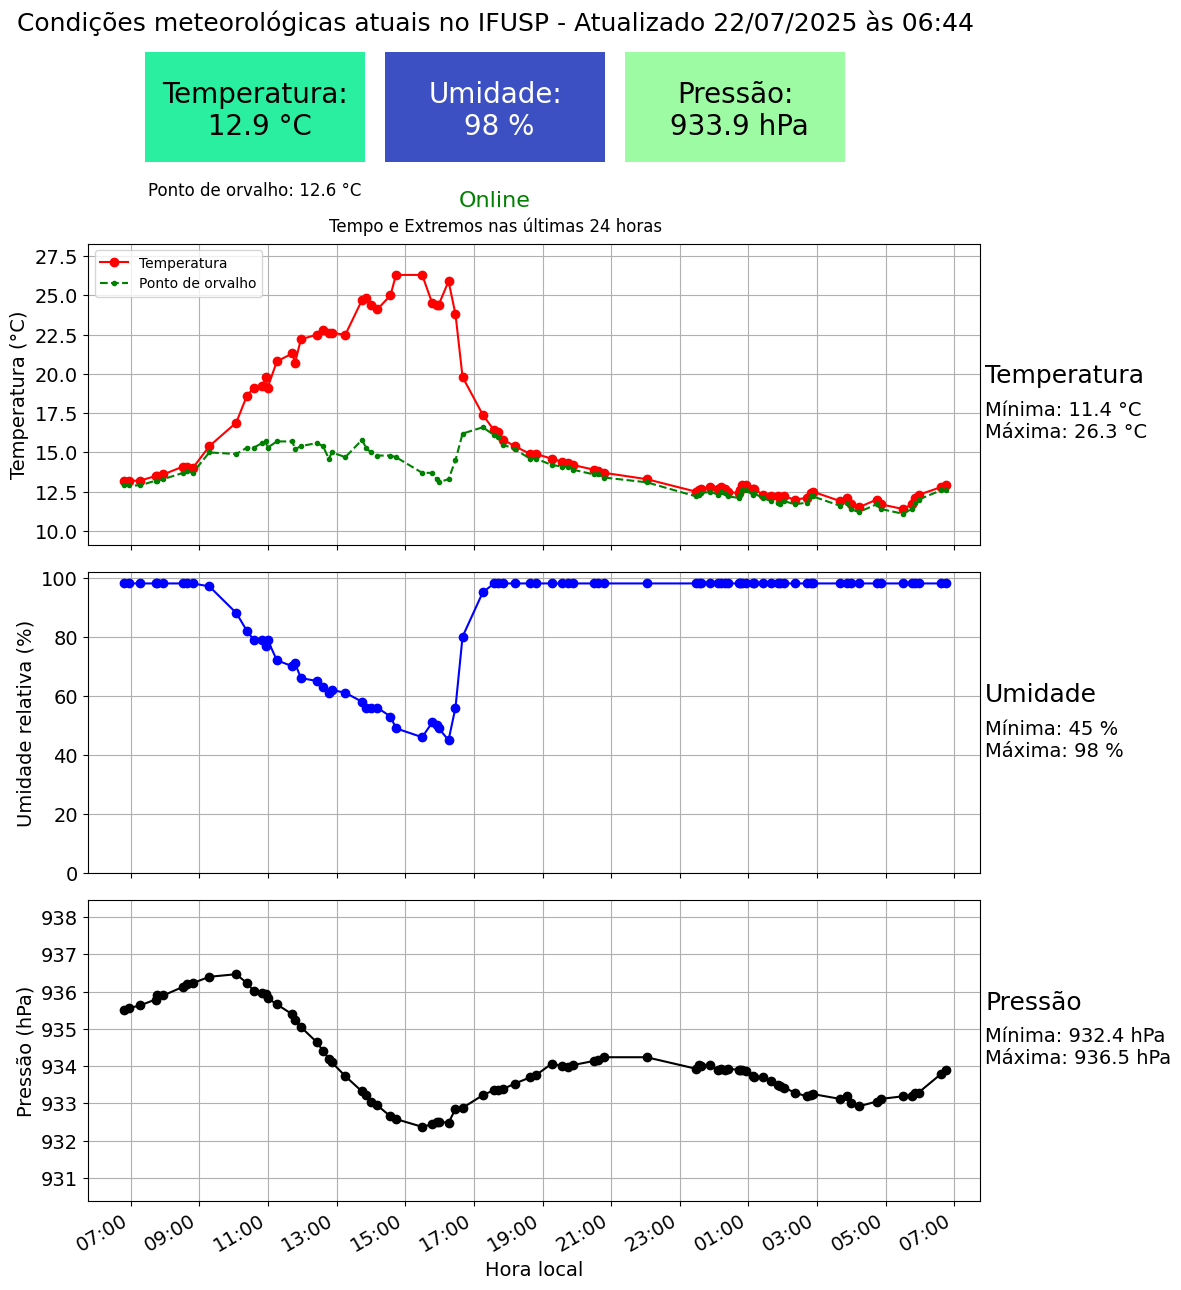 Condições meteorológicas atuais no IFUSP - Atualizado 22/07/2025 às 06:44
Temperatura:
12.9 °C
Umidade:
98 %
Pressão:
933.9 hPa
Ponto de orvalho: 12.6 °C
Online
Tempo e Extremos nas últimas 24 horas
Temperatura
Ponto de orvalho
Temperatura (°C)
27.5
25.0
22.5
20.0
17.5
15.0
12.5
10.0
Temperatura
Mínima: 11.4 °C
Máxima: 26.3 °C
Umidade relativa (%)
100
80
60
40
20
0
Umidade
Mínima: 45 %
Máxima: 98 %
Pressão (hPa)
938
937
936
935
934
933
932
931
Pressão
Mínima: 932.4 hPa
Máxima: 936.5 hPa
07:00
09:00
11:00
13:00
15:00
17:00
19:00
21:00
23:00
01:00
03:00
05:00
07:00
Hora local